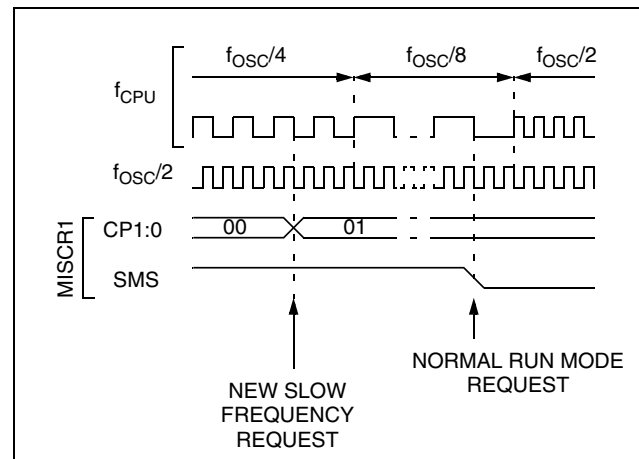 fOSC/4 fOSC/8 fOSC/2
fCPU
fOSC/2
MISCR1
CP1:0 00 01
SMS
NEW SLOW
FREQUENCY
REQUEST
NORMAL RUN MODE
REQUEST